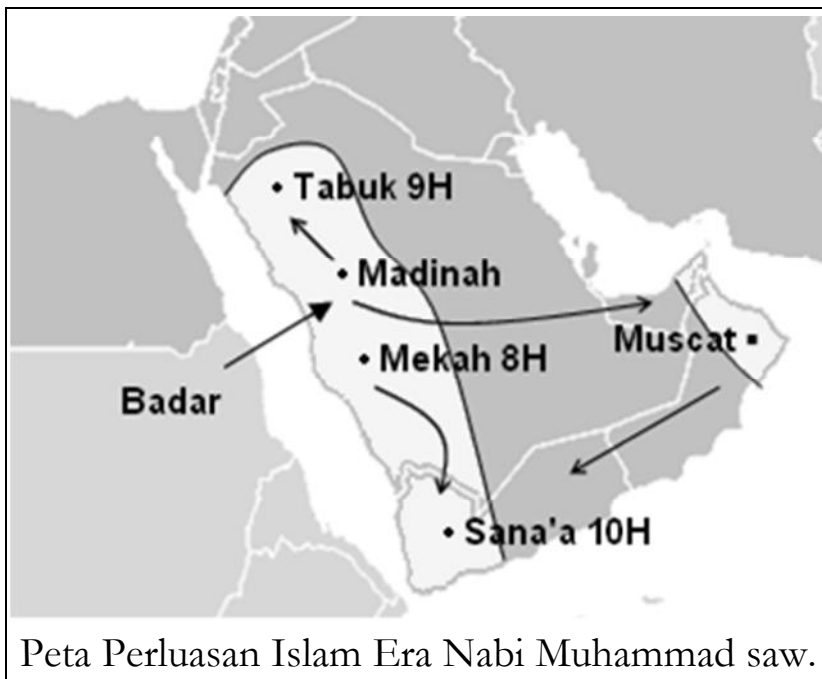 Tabuk 9H
Madinah
Muscat
Mekah 8H
Badar
Sana'a 10H
Peta Perluasan Islam Era Nabi Muhammad saw.